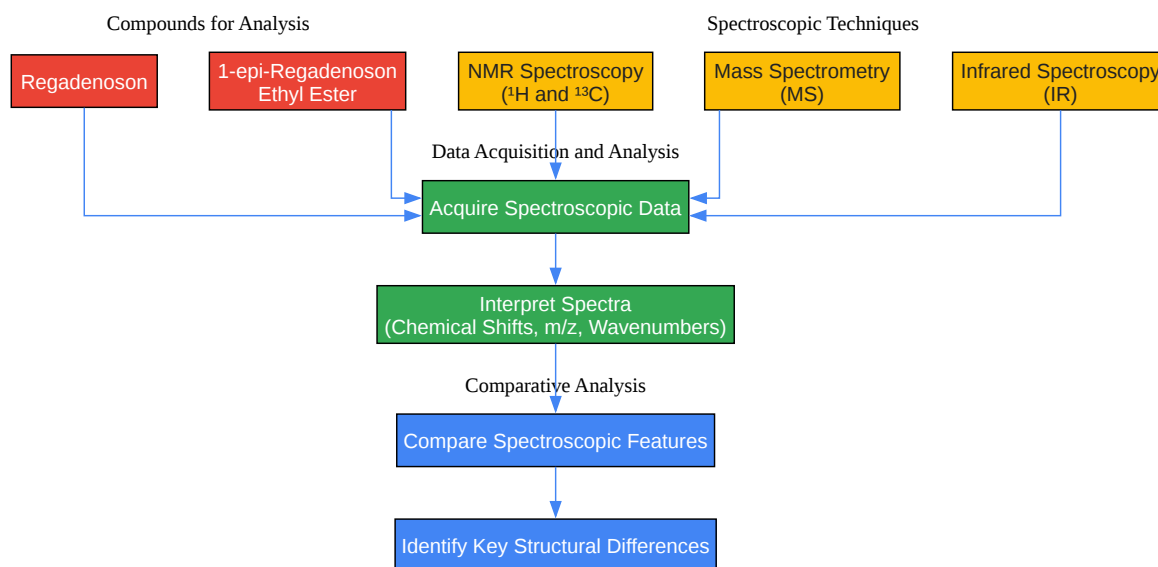 Compounds for Analysis
Spectroscopic Techniques
Regadenoson
1-epi-Regadenoson
Ethyl Ester
NMR Spectroscopy
(¹H and ¹³C)
Mass Spectrometry
(MS)
Infrared Spectroscopy
(IR)
Data Acquisition and Analysis
Acquire Spectroscopic Data
Interpret Spectra
(Chemical Shifts, m/z, Wavenumbers)
Comparative Analysis
Compare Spectroscopic Features
Identify Key Structural Differences